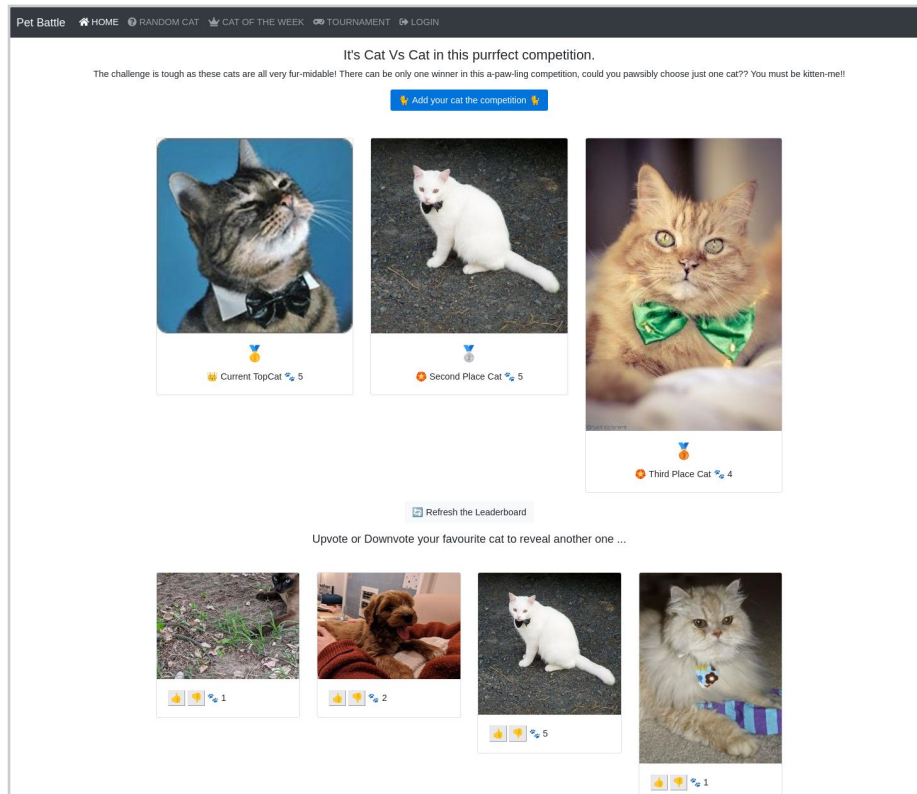 Pet Battle HOME RANDOM CAT CAT OF THE WEEK TOURNAMENT LOGIN
It's Cat Vs Cat in this purrfect competition.
The challenge is tough as these cats are all very fur-midable! There can be only one winner in this a-paw-ling competition, could you pawsibly choose just one cat?? You must be kitten-me!!
🐈 Add your cat the competition 🐈
👑 Current TopCat 🐾 5
🏵 Second Place Cat 🐾 5
🏵 Third Place Cat 🐾 4
🔄 Refresh the Leaderboard
Upvote or Downvote your favourite cat to reveal another one ...
👍 👎 🐾 1
👍 👎 🐾 2
👍 👎 🐾 5
👍 👎 🐾 1